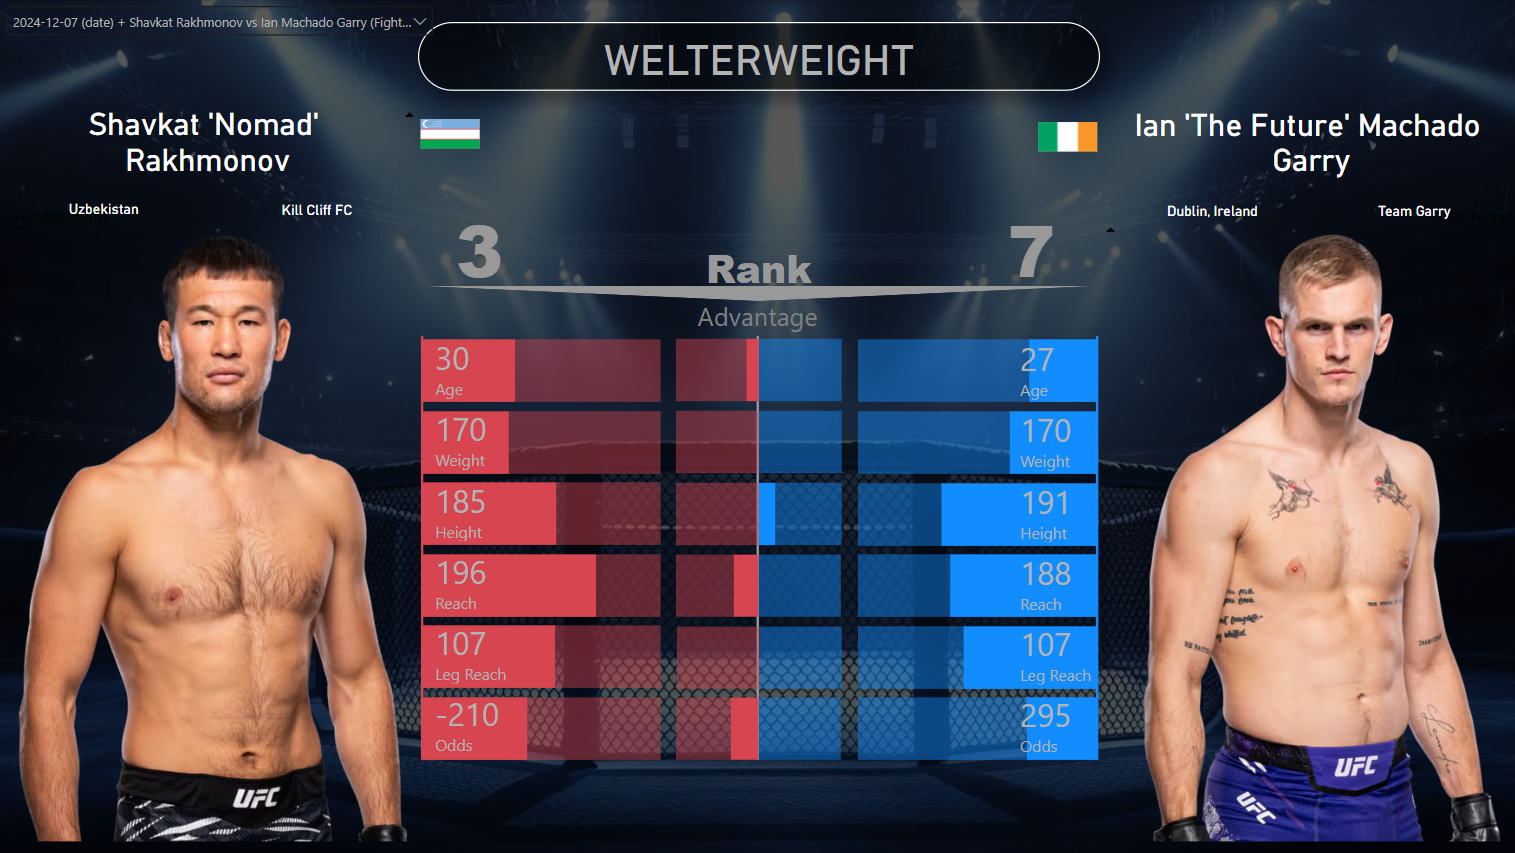 2024-12-07 (date) + Shavkat Rakhmonov vs Ian Machado Garry (Fight...
WELTERWEIGHT
Shavkat 'Nomad'
Rakhmonov
Ian 'The Future' Machado
Garry
Uzbekistan
Kill Cliff FC
Dublin, Ireland
Team Garry
3
Rank
7
Advantage
30
Age
27
Age
170
Weight
170
Weight
185
Height
191
Height
196
Reach
188
Reach
107
Leg Reach
107
Leg Reach
-210
Odds
295
Odds
UFC
UFC
UFC